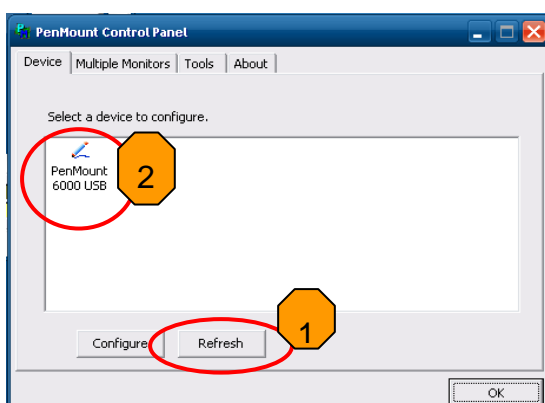 PenMount Control Panel
Device Multiple Monitors Tools About
Select a device to configure.
PenMount
6000 USB
2
Configure Refresh
1
OK